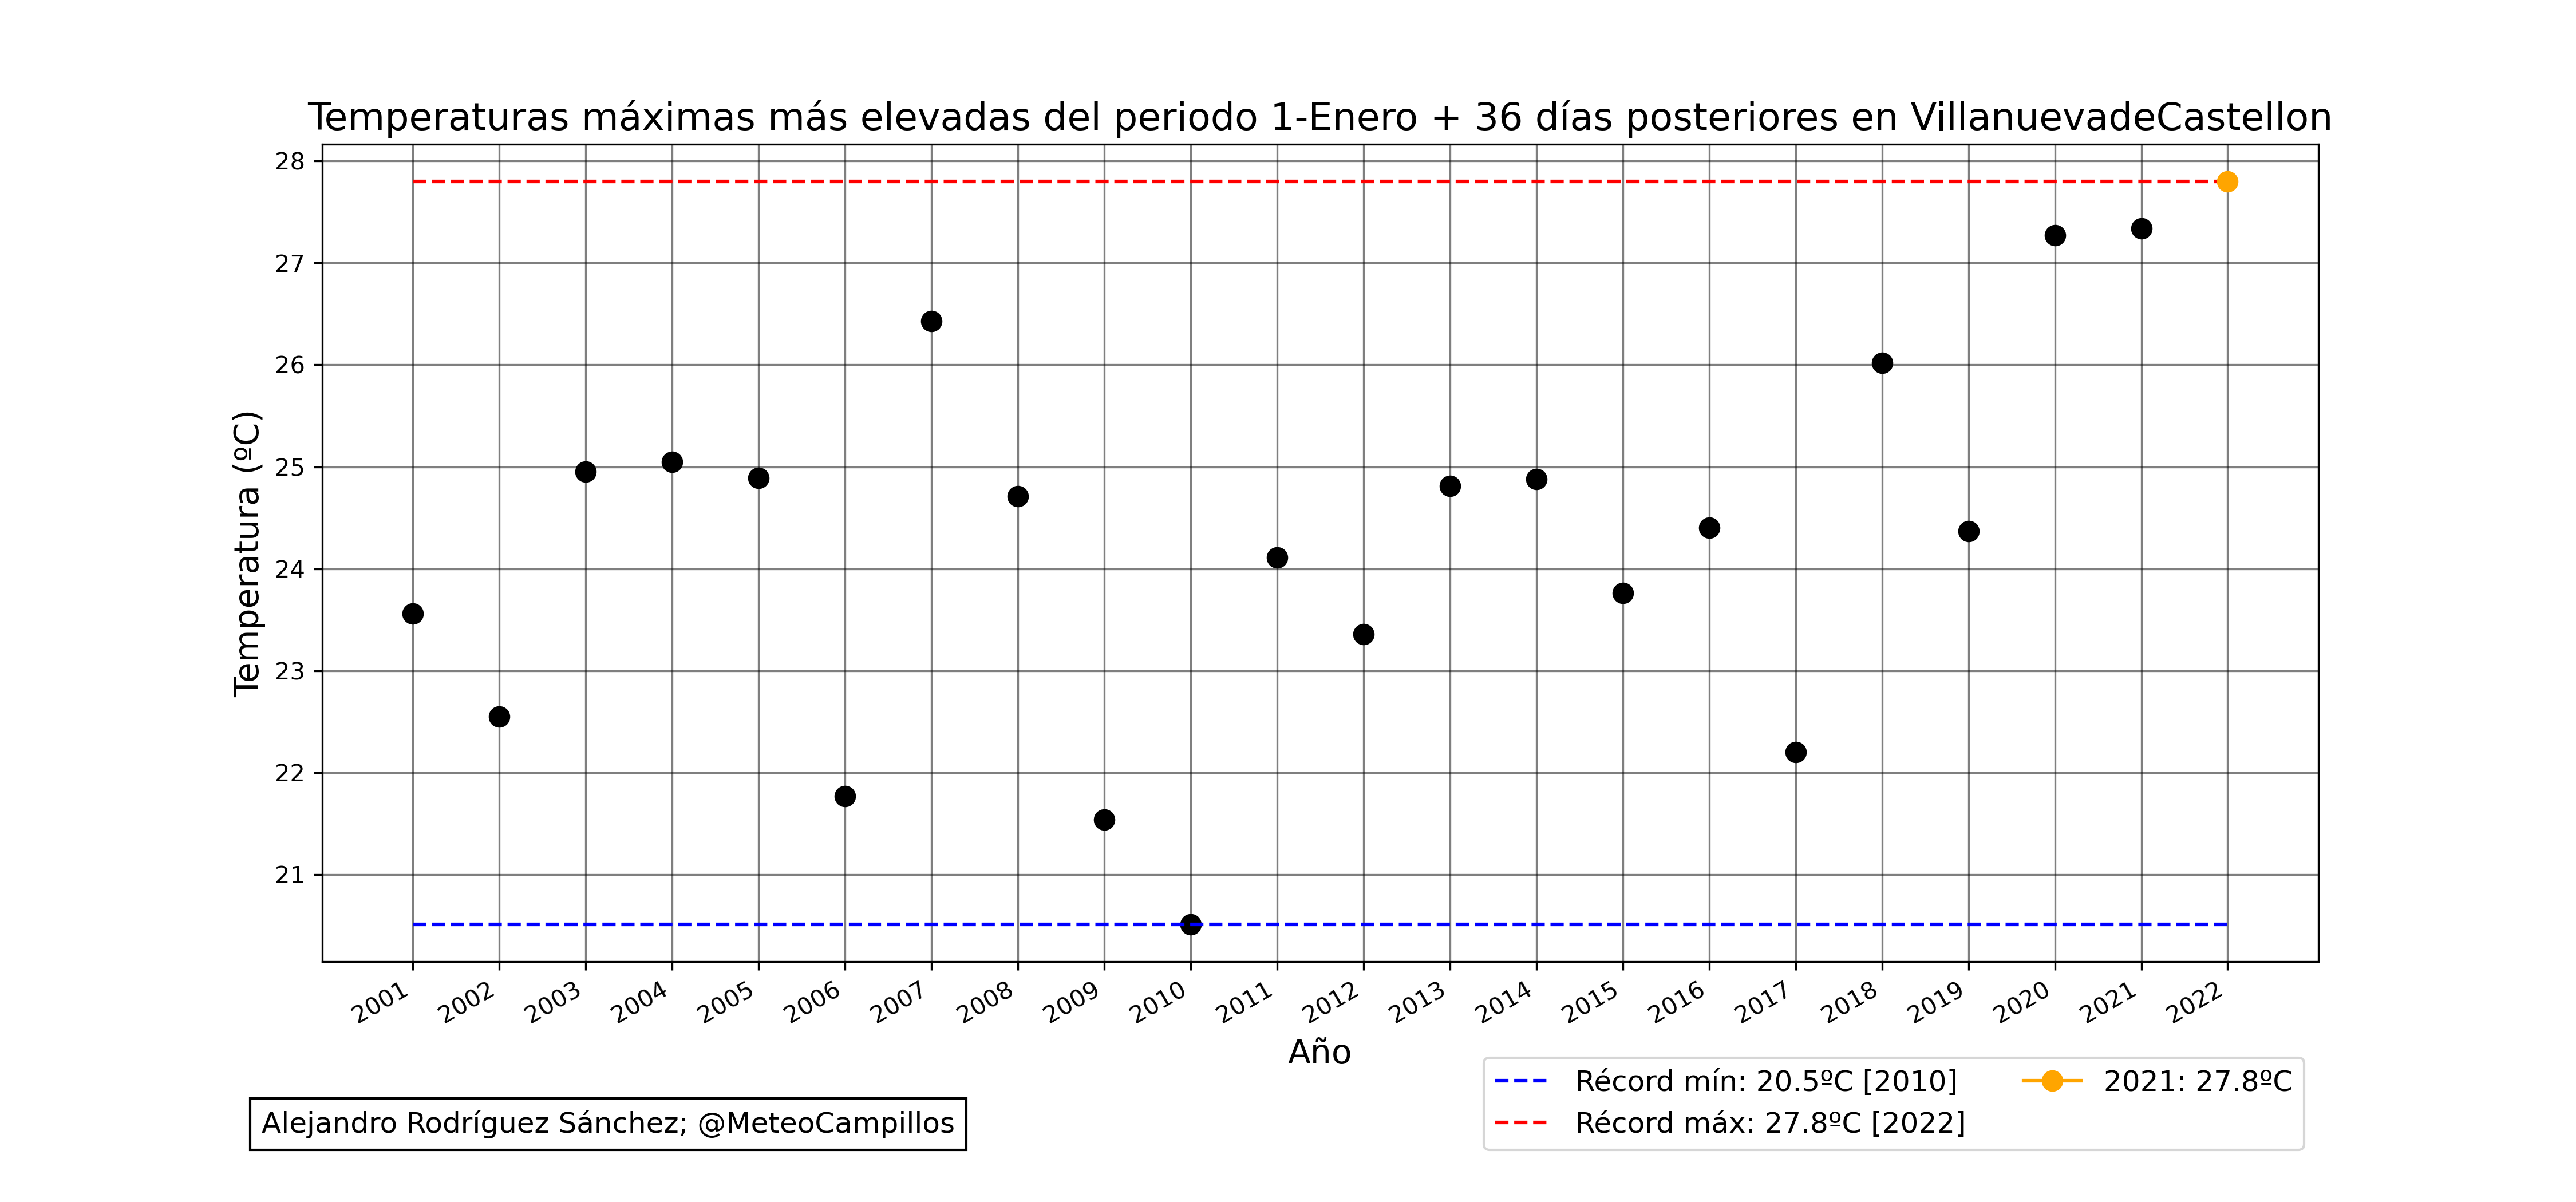 Temperaturas máximas más elevadas del periodo 1-Enero + 36 días posteriores en VillanuevadeCastellon
Temperatura (ºC)
28
27
26
25
24
23
22
21
2001 2002 2003 2004 2005 2006 2007 2008 2009 2010 2011 2012 2013 2014 2015 2016 2017 2018 2019 2020 2021 2022
Año
Récord mín: 20.5ºC [2010]
Récord máx: 27.8ºC [2022]
2021: 27.8ºC
Alejandro Rodríguez Sánchez; @MeteoCampillos